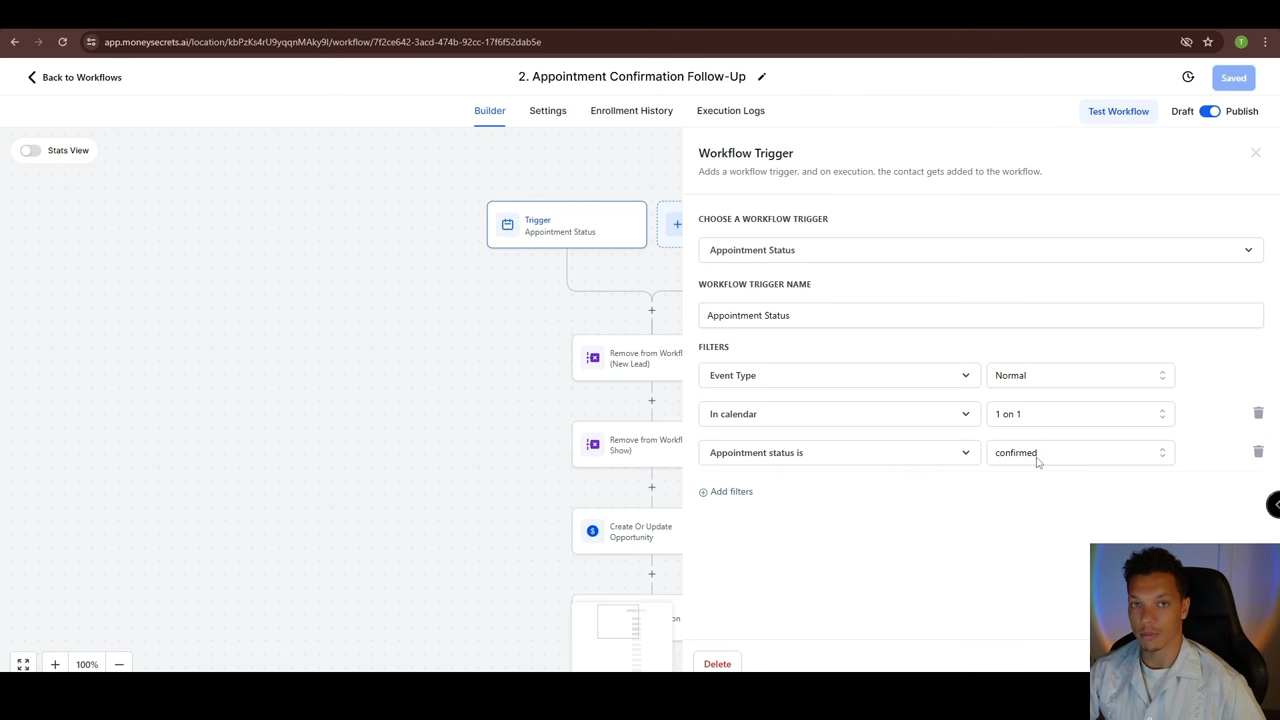 app.moneysecrets.ai/location/kbPzKs4rU9yqqnMAky9I/workflow/7f2ce642-3acd-474b-92cc-17f6f52dab5e
T
Back to Workflows
2. Appointment Confirmation Follow-Up
Saved
Builder
Settings
Enrollment History
Execution Logs
Test Workflow
Draft
Publish
Stats View
Trigger
Appointment Status
Remove from Workfl
(New Lead)
Remove from Workfl
Show)
Create Or Update
Opportunity
on
100%
Workflow Trigger
Adds a workflow trigger, and on execution, the contact gets added to the workflow.
CHOOSE A WORKFLOW TRIGGER
Appointment Status
WORKFLOW TRIGGER NAME
Appointment Status
FILTERS
Event Type
Normal
In calendar
1 on 1
Appointment status is
confirmed
Add filters
Delete